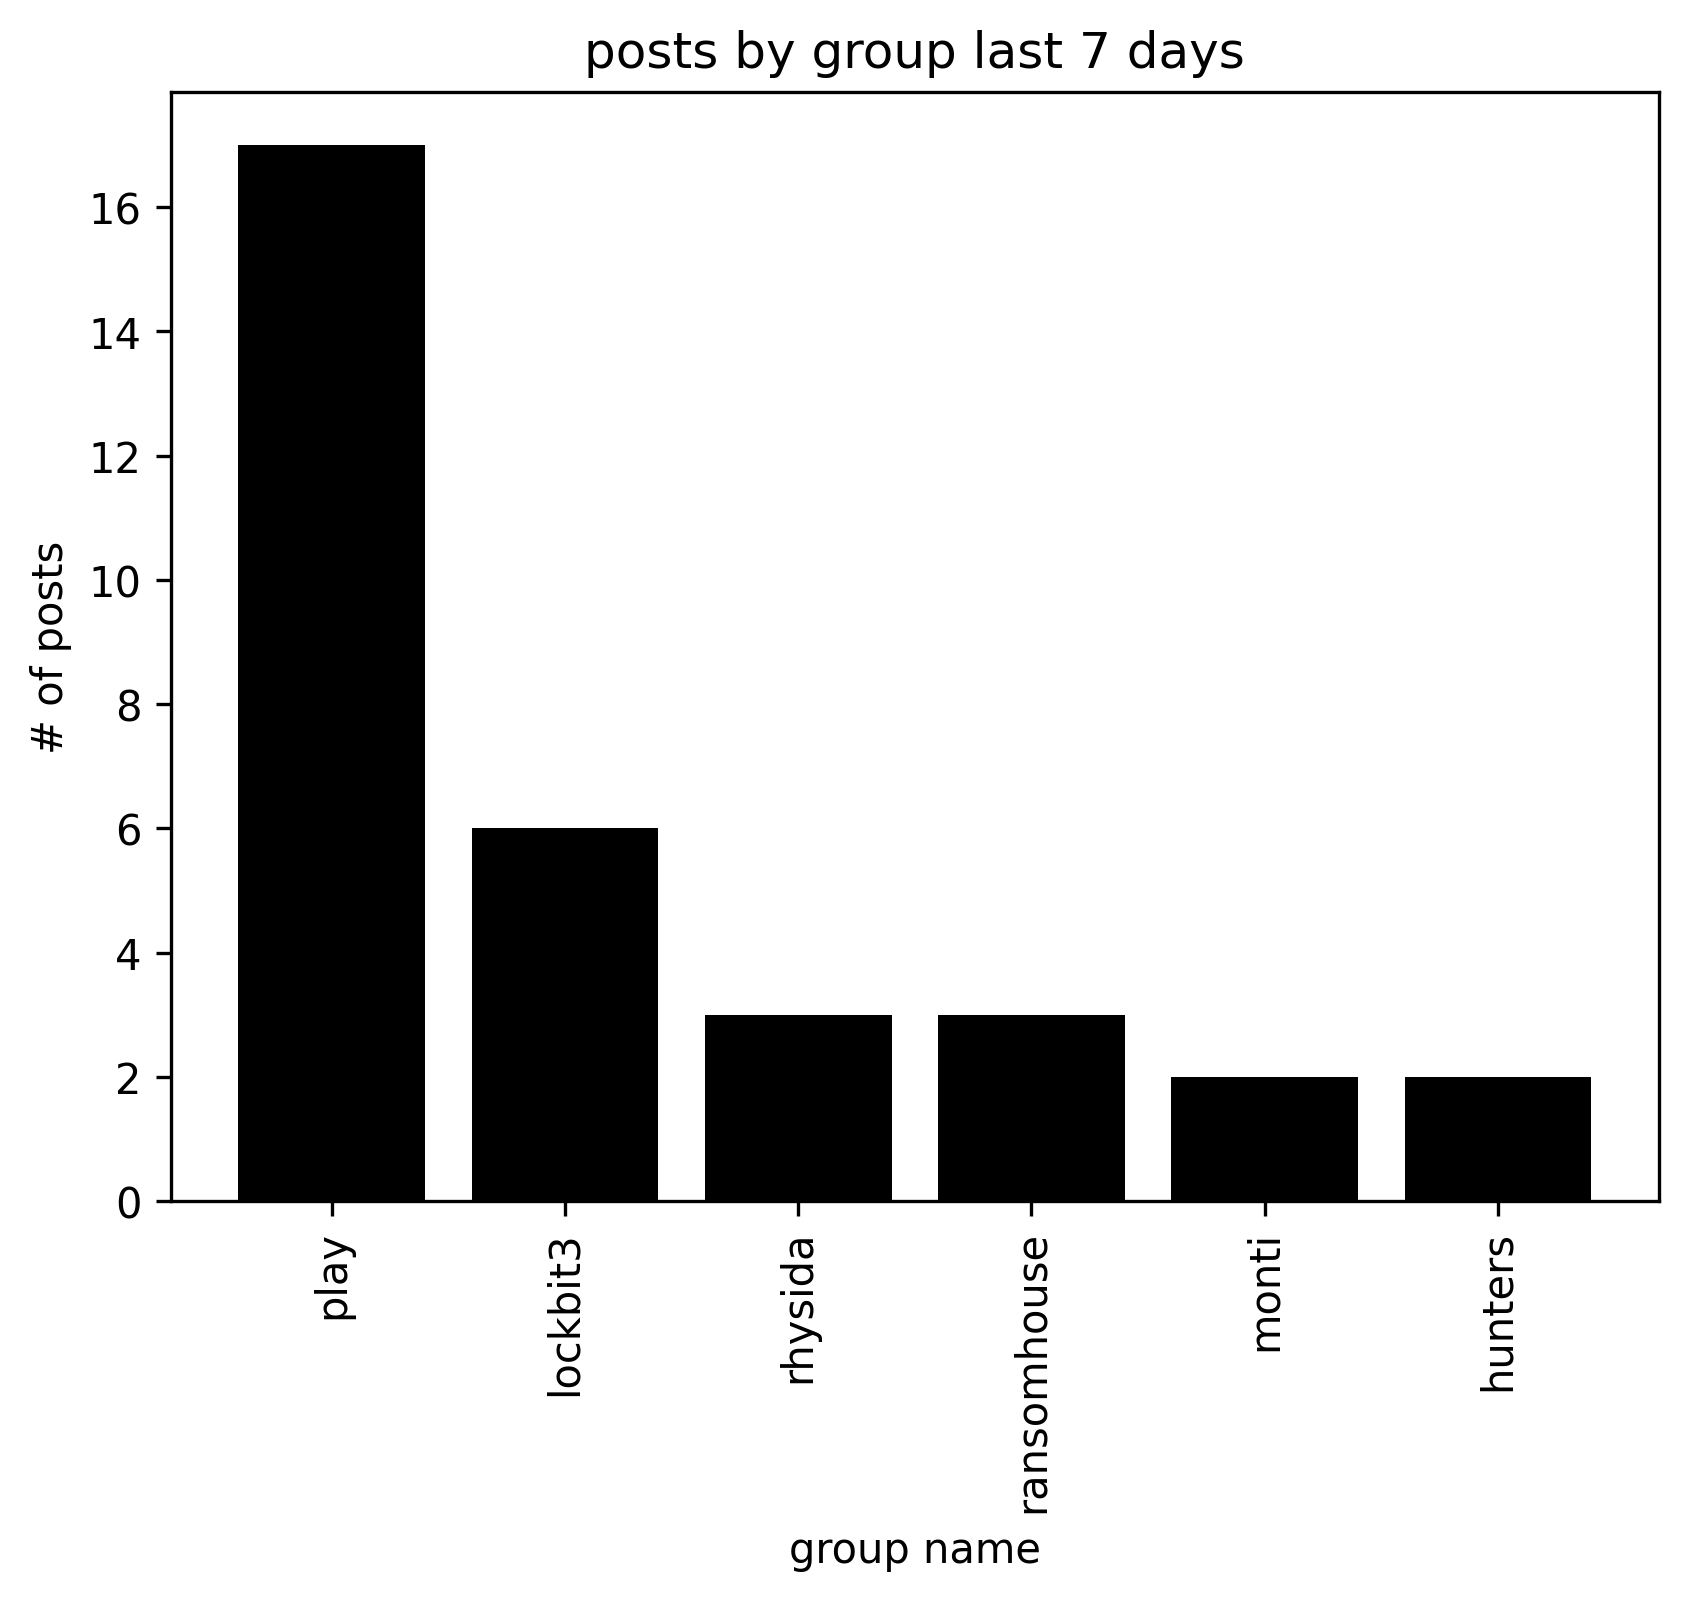 posts by group last 7 days
# of posts
16
14
12
10
8
6
4
2
0
play
lockbit3
rhysida
ransomhouse
monti
hunters
group name